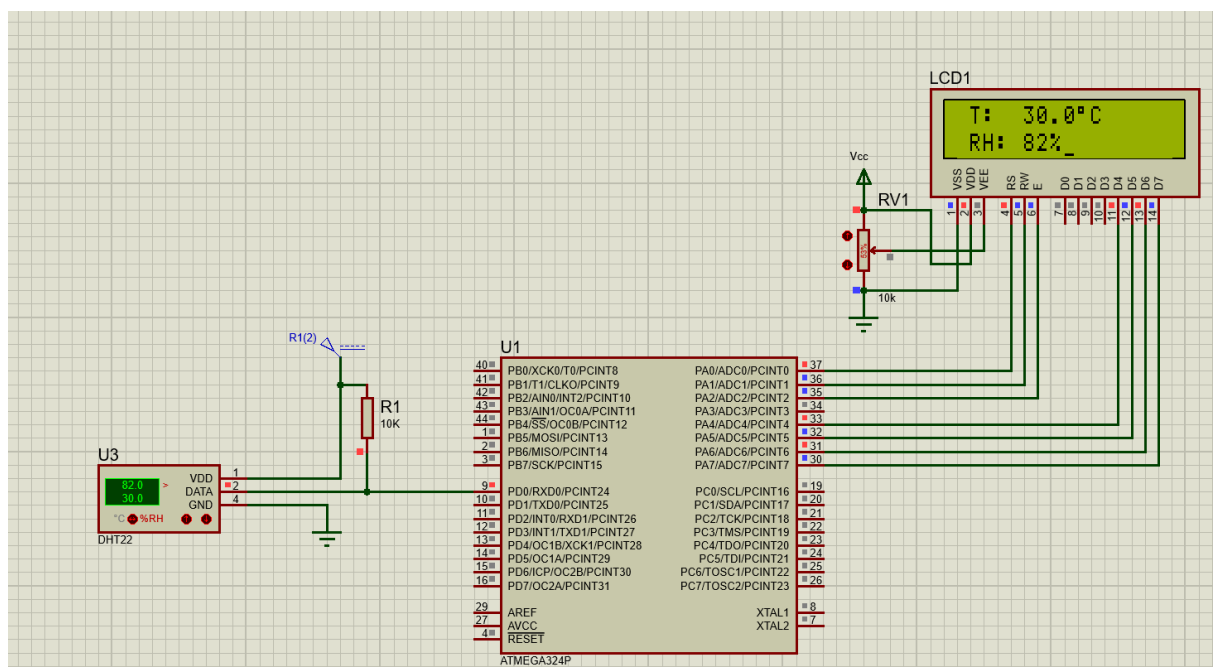 LCD1
T: 30.0°C
RH: 82%_
VSS VDD VEE RS RW E D0 D1 D2 D3 D4 D5 D6 D7
1 2 3 4 5 6 7 8 9 10 11 12 13 14
Vcc
RV1
63%
10k
R1(2)
R1
10K
U3
82.0
30.0
>
°C %RH
VDD 1
DATA 2
GND 4
DHT22
U1
40 PB0/XCK0/T0/PCINT8 PA0/ADC0/PCINT0 37
41 PB1/T1/CLKO/PCINT9 PA1/ADC1/PCINT1 36
42 PB2/AIN0/INT2/PCINT10 PA2/ADC2/PCINT2 35
43 PB3/AIN1/OC0A/PCINT11 PA3/ADC3/PCINT3 34
44 PB4/SS/OC0B/PCINT12 PA4/ADC4/PCINT4 33
1 PB5/MOSI/PCINT13 PA5/ADC5/PCINT5 32
2 PB6/MISO/PCINT14 PA6/ADC6/PCINT6 31
3 PB7/SCK/PCINT15 PA7/ADC7/PCINT7 30
9 PD0/RXD0/PCINT24 PC0/SCL/PCINT16 19
10 PD1/TXD0/PCINT25 PC1/SDA/PCINT17 20
11 PD2/INT0/RXD1/PCINT26 PC2/TCK/PCINT18 21
12 PD3/INT1/TXD1/PCINT27 PC3/TMS/PCINT19 22
13 PD4/OC1B/XCK1/PCINT28 PC4/TDO/PCINT20 23
14 PD5/OC1A/PCINT29 PC5/TDI/PCINT21 24
15 PD6/ICP/OC2B/PCINT30 PC6/TOSC1/PCINT22 25
16 PD7/OC2A/PCINT31 PC7/TOSC2/PCINT23 26
29 AREF XTAL1 8
27 AVCC XTAL2 7
4 RESET
ATMEGA324P